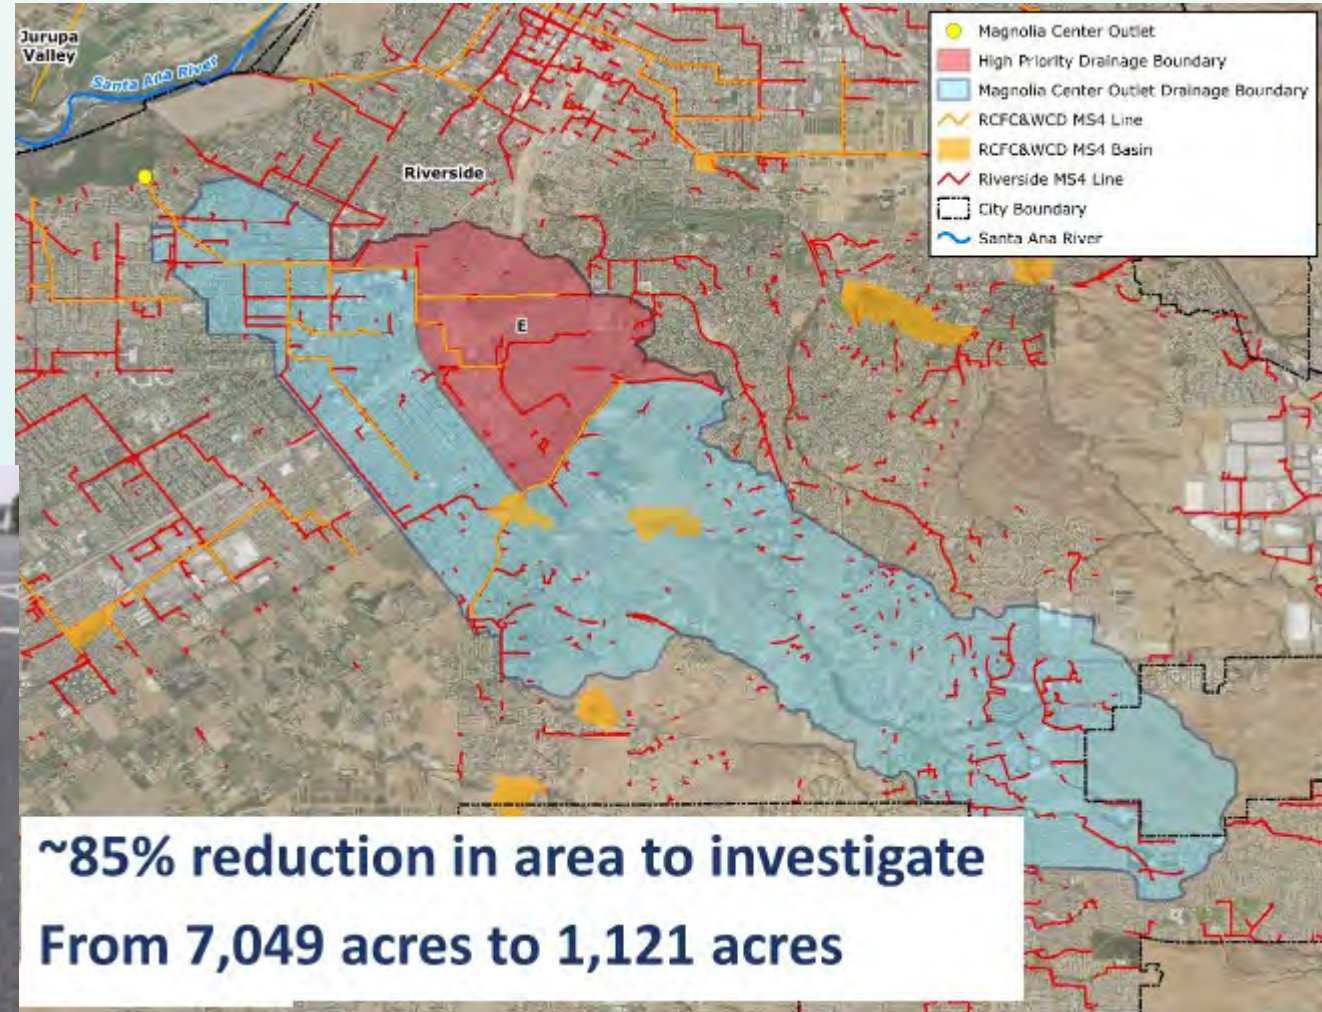 Jurupa
Valley
Santa Ana River
Riverside
E
Magnolia Center Outlet
High Priority Drainage Boundary
Magnolia Center Outlet Drainage Boundary
RCFC&WCD MS4 Line
RCFC&WCD MS4 Basin
Riverside MS4 Line
City Boundary
Santa Ana River
~85% reduction in area to investigate
From 7,049 acres to 1,121 acres